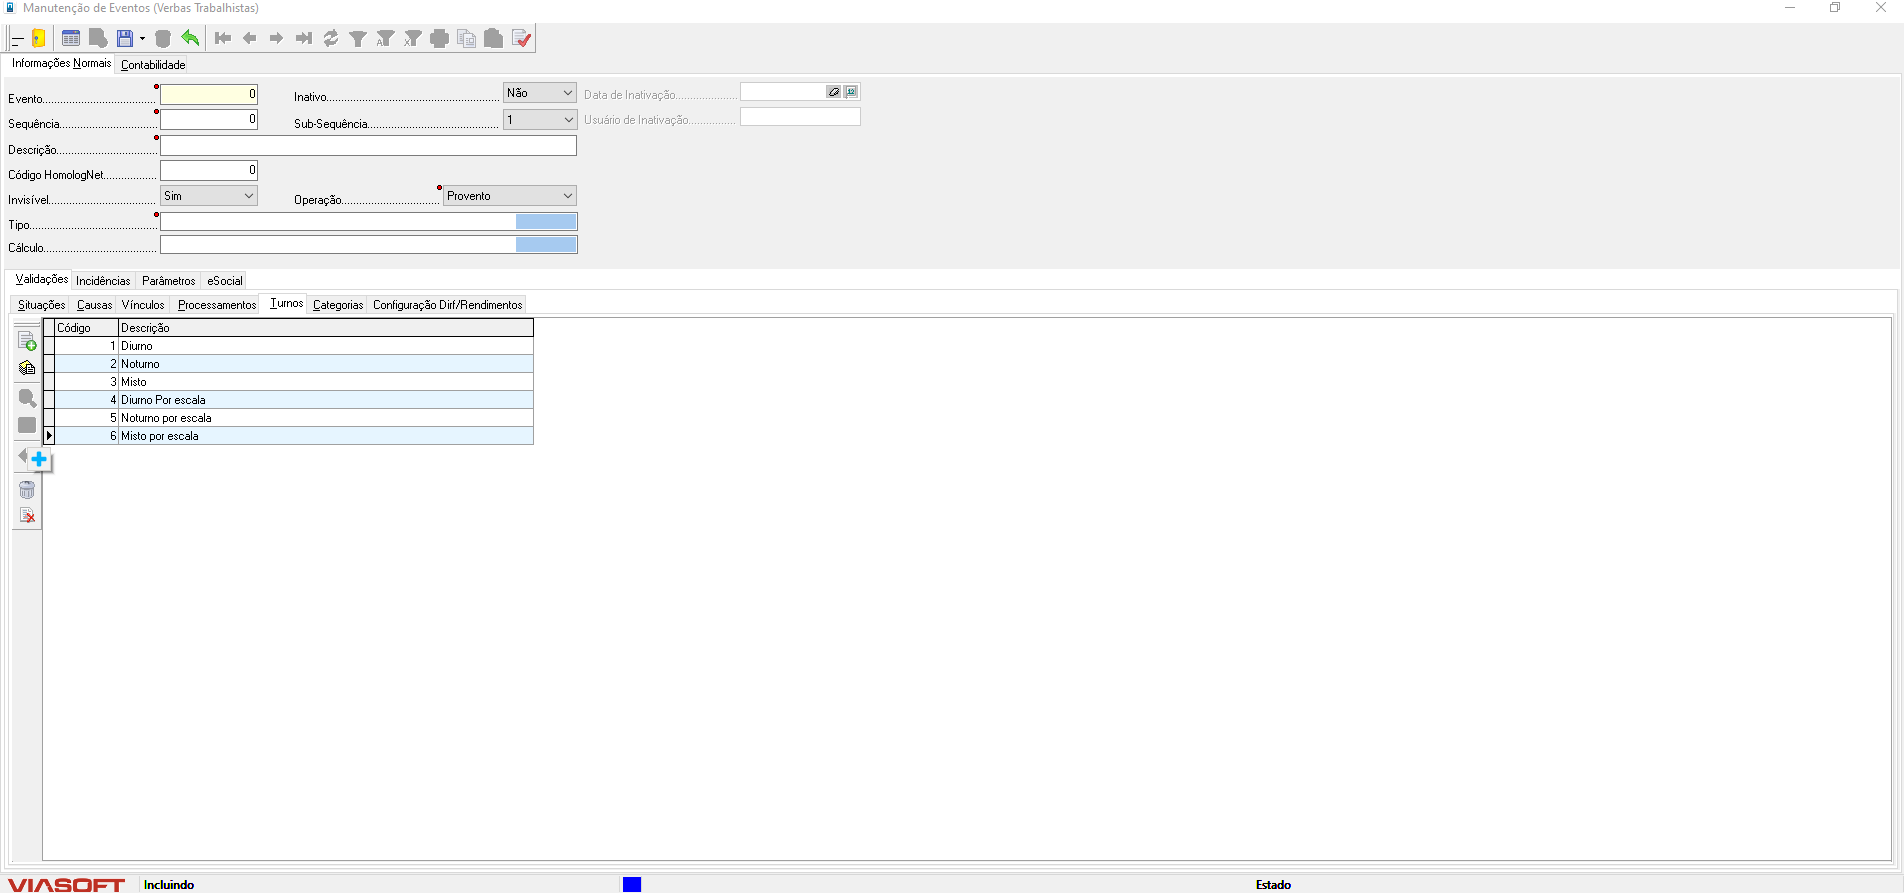 Manutenção de Eventos (Verbas Trabalhistas)
Informações Normais Contabilidade
Evento 0 Inativo Não Data de Inativação
Sequência 0 Sub-Sequência 1 Usuário de Inativação
Descrição
Código HomologNet 0
Invisível Sim Operação Provento
Tipo
Cálculo
Validações Incidências Parâmetros eSocial
Situações Causas Vínculos Processamentos Turnos Categorias Configuração Dirf/Rendimentos
Código Descrição
1 Diurno
2 Noturno
3 Misto
4 Diurno Por escala
5 Noturno por escala
6 Misto por escala
VIASOFT Incluindo Estado